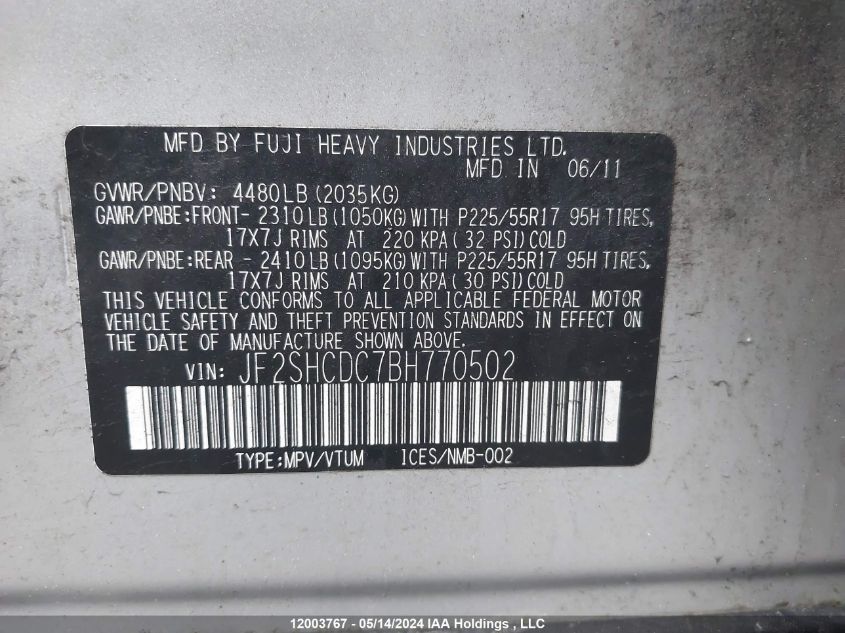 MFD BY FUJI HEAVY INDUSTRIES LTD.
MFD IN 06/11
GVWR/PNBV: 4480LB (2035KG)
GAWR/PNBE:FRONT- 2310LB (1050KG) WITH P225/55R17 95H TIRES,
17X7J RIMS AT 220 KPA ( 32 PSI) COLD
GAWR/PNBE:REAR - 2410LB (1095KG) WITH P225/55R17 95H TIRES,
17X7J RIMS AT 210 KPA ( 30 PSI) COLD
THIS VEHICLE CONFORMS TO ALL APPLICABLE FEDERAL MOTOR
VEHICLE SAFETY AND THEFT PREVENTION STANDARDS IN EFFECT ON
THE DATE OF MANUFACTURE SHOWN ABOVE.
VIN: JF2SHCDC7BH770502
TYPE:MPV/VTUM ICES/NMB-002
12003767 - 05/14/2024 IAA Holdings , LLC